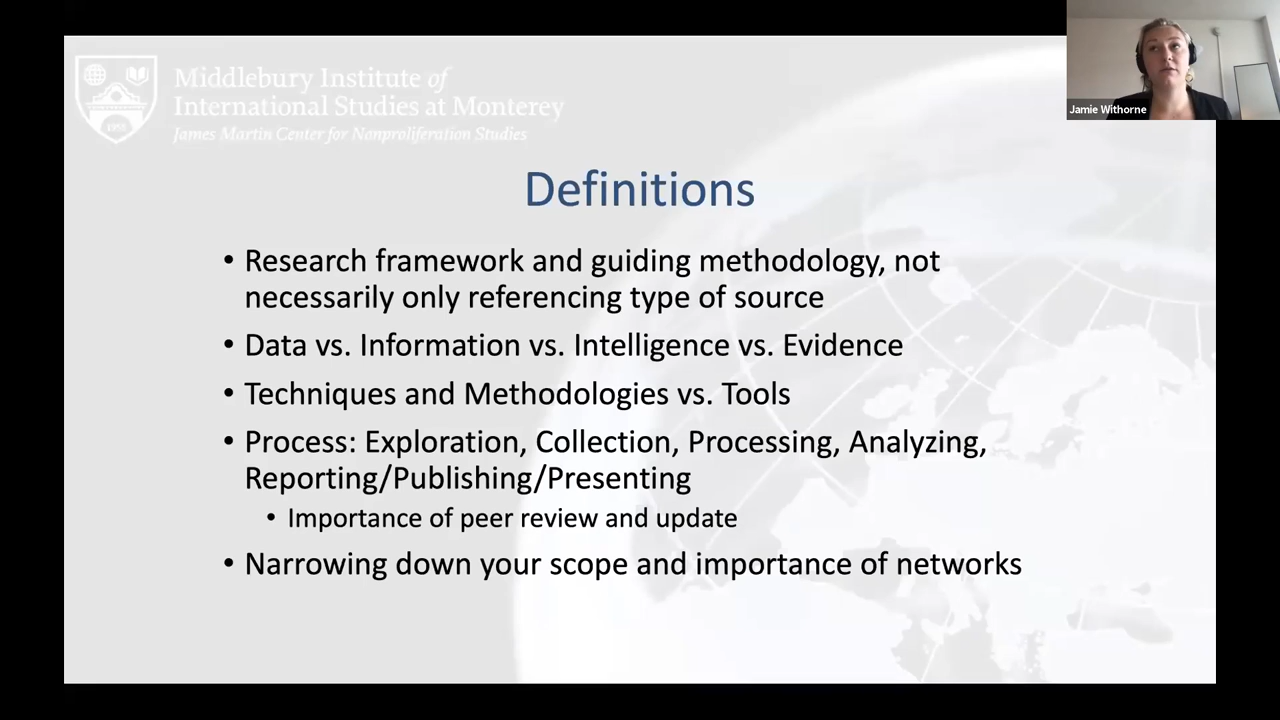 Middlebury Institute of
International Studies at Monterey
James Martin Center for Nonproliferation Studies
1955
Jamie Withorne
Definitions
• Research framework and guiding methodology, not
necessarily only referencing type of source
• Data vs. Information vs. Intelligence vs. Evidence
• Techniques and Methodologies vs. Tools
• Process: Exploration, Collection, Processing, Analyzing,
Reporting/Publishing/Presenting
• Importance of peer review and update
• Narrowing down your scope and importance of networks